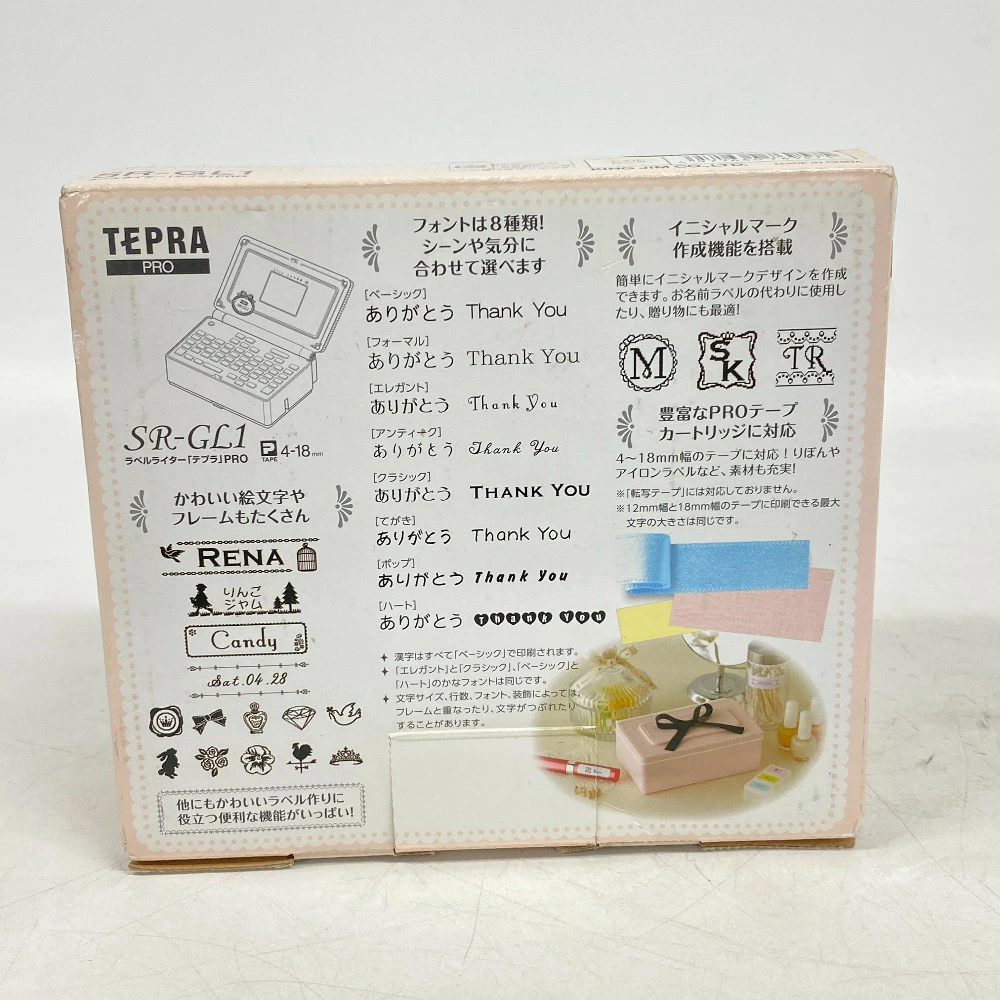 SR-GL1
TEPRA
PRO
SR-GL1
ラベルライター「テプラ」PRO
TAPE
4-18mm
かわいい絵文字や
フレームもたくさん
RENA
りんご
ジャム
Candy
Sat.04.28
他にもかわいいラベル作りに
役立つ便利な機能がいっぱい!
フォントは8種類!
シーンや気分に
合わせて選べます
[ベーシック]
ありがとう Thank You
[フォーマル]
ありがとう Thank You
[エレガント]
ありがとう Thank You
[アンティーク]
ありがとう Thank You
[クラシック]
ありがとう THANK YOU
[てがき]
ありがとう Thank You
[ポップ]
ありがとう Thank You
[ハート]
ありがとう Thank You
漢字はすべて「ベーシック」で印刷されます。
「エレガント」と「クラシック」、「ベーシック」と
「ハート」のかなフォントは同じです。
文字サイズ、行数、フォント、装飾によっては
フレームと重なったり、文字がつぶれたり
することがあります。
イニシャルマーク
作成機能を搭載
簡単にイニシャルマークデザインを作成
できます。お名前ラベルの代わりに使用し
たり、贈り物にも最適!
M
SK
TR
豊富なPROテープ
カートリッジに対応
4〜18mm幅のテープに対応!りぼんや
アイロンラベルなど、素材も充実!
※「転写テープ」には対応しておりません。
※12mm幅と18mm幅のテープに印刷できる最大
文字の大きさは同じです。